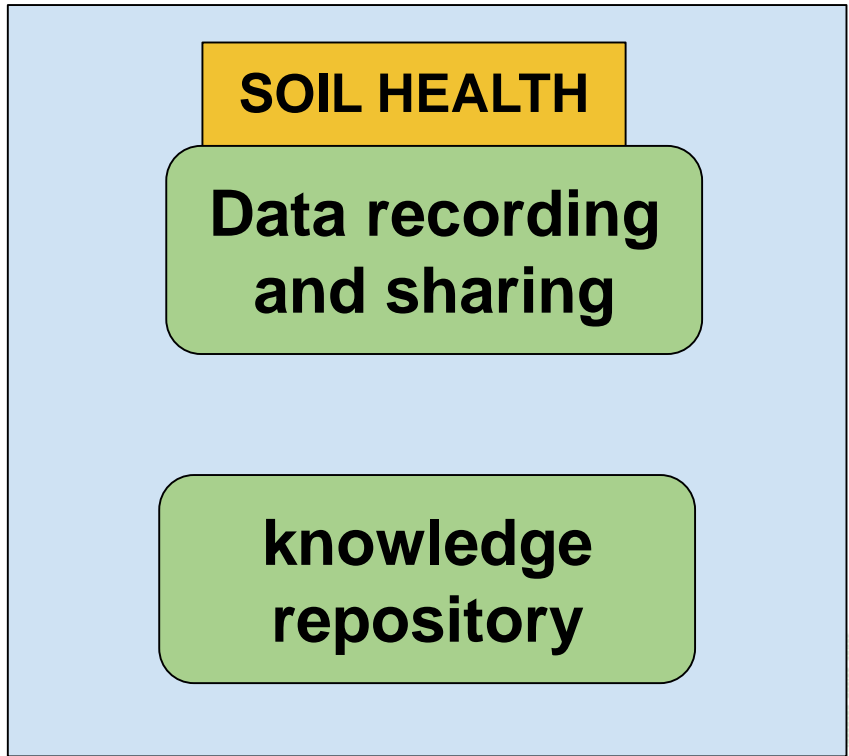 SOIL HEALTH
Data recording
and sharing
knowledge
repository